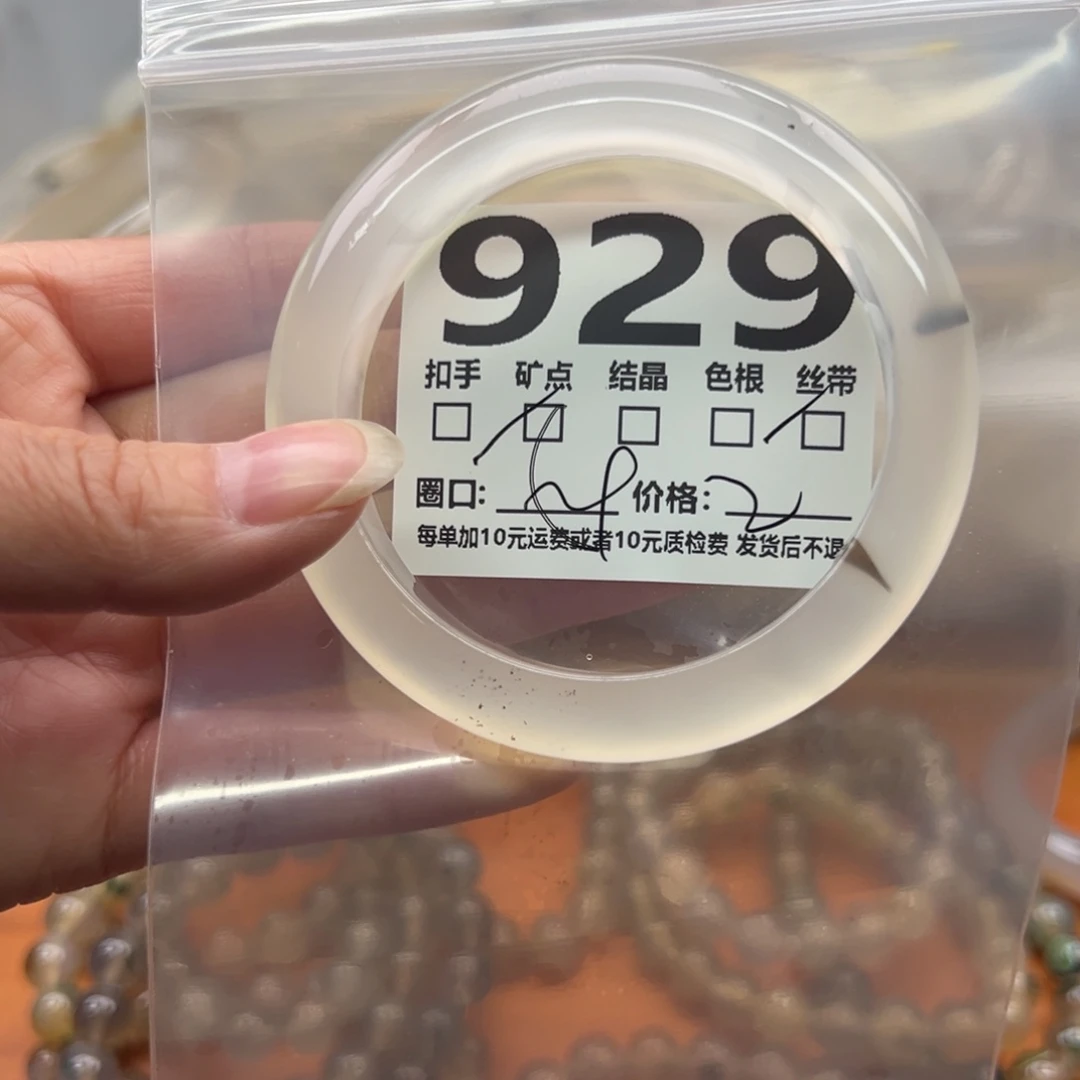 929
扣手 矿点 结晶 色根 丝带
圈口: 价格: 2
每单加10元运费或者10元质检费 发货后不退